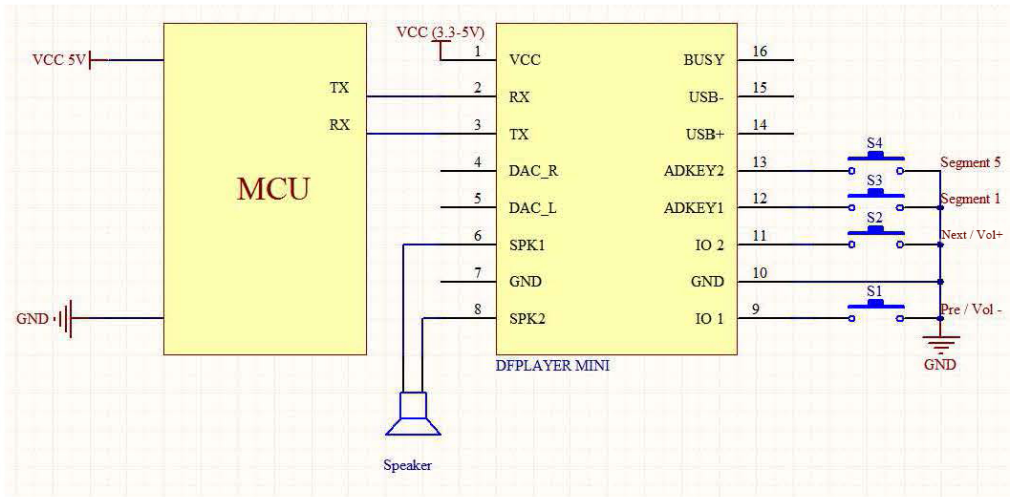 VCC 5V
TX
RX
MCU
GND
VCC (3.3-5V)
1 VCC BUSY 16
2 RX USB- 15
3 TX USB+ 14
4 DAC_R ADKEY2 13
5 DAC_L ADKEY1 12
6 SPK1 IO 2 11
7 GND GND 10
8 SPK2 IO 1 9
DFPLAYER MINI
Speaker
S4
Segment 5
S3
Segment 1
S2
Next / Vol+
S1
Pre / Vol -
GND